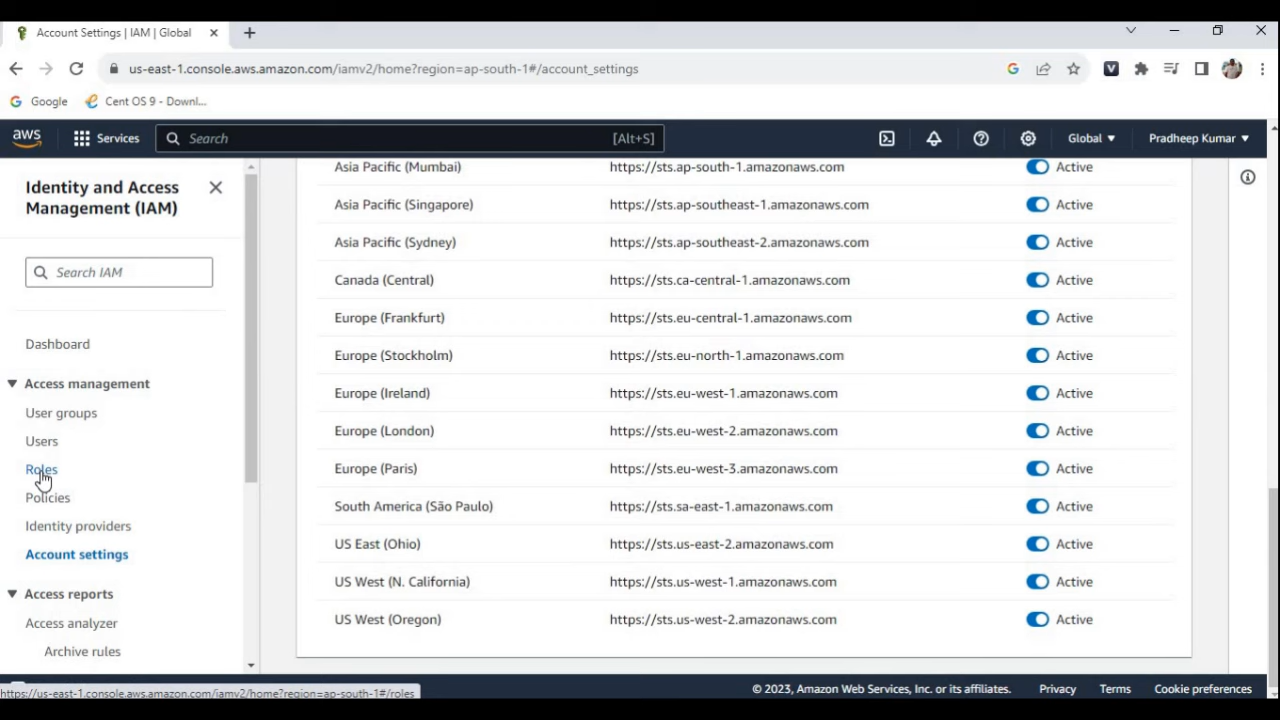 Account Settings | IAM | Global
us-east-1.console.aws.amazon.com/iamv2/home?region=ap-south-1#/account_settings
Google
Cent OS 9 - Downl...
aws
Services
Search
[Alt+S]
Global
Pradheep Kumar
Identity and Access
Management (IAM)
Search IAM
Dashboard
Access management
User groups
Users
Roles
Policies
Identity providers
Account settings
Access reports
Access analyzer
Archive rules
Asia Pacific (Mumbai) https://sts.ap-south-1.amazonaws.com Active
Asia Pacific (Singapore) https://sts.ap-southeast-1.amazonaws.com Active
Asia Pacific (Sydney) https://sts.ap-southeast-2.amazonaws.com Active
Canada (Central) https://sts.ca-central-1.amazonaws.com Active
Europe (Frankfurt) https://sts.eu-central-1.amazonaws.com Active
Europe (Stockholm) https://sts.eu-north-1.amazonaws.com Active
Europe (Ireland) https://sts.eu-west-1.amazonaws.com Active
Europe (London) https://sts.eu-west-2.amazonaws.com Active
Europe (Paris) https://sts.eu-west-3.amazonaws.com Active
South America (São Paulo) https://sts.sa-east-1.amazonaws.com Active
US East (Ohio) https://sts.us-east-2.amazonaws.com Active
US West (N. California) https://sts.us-west-1.amazonaws.com Active
US West (Oregon) https://sts.us-west-2.amazonaws.com Active
https://us-east-1.console.aws.amazon.com/iamv2/home?region=ap-south-1#/roles
© 2023, Amazon Web Services, Inc. or its affiliates. Privacy Terms Cookie preferences